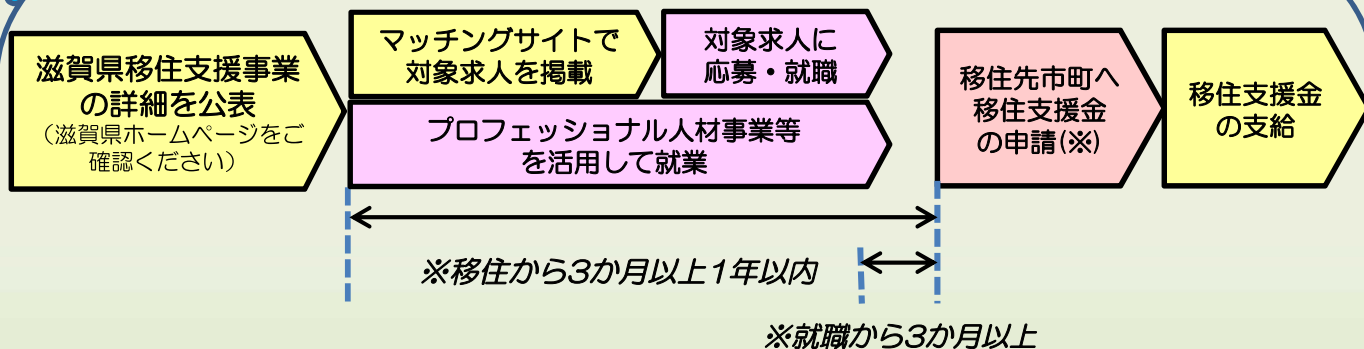 滋賀県移住支援事業
の詳細を公表
（滋賀県ホームページをご
確認ください）
マッチングサイトで
対象求人を掲載
対象求人に
応募・就職
プロフェッショナル人材事業等
を活用して就業
移住先市町へ
移住支援金
の申請(※)
移住支援金
の支給
※移住から3か月以上1年以内
※就職から3か月以上